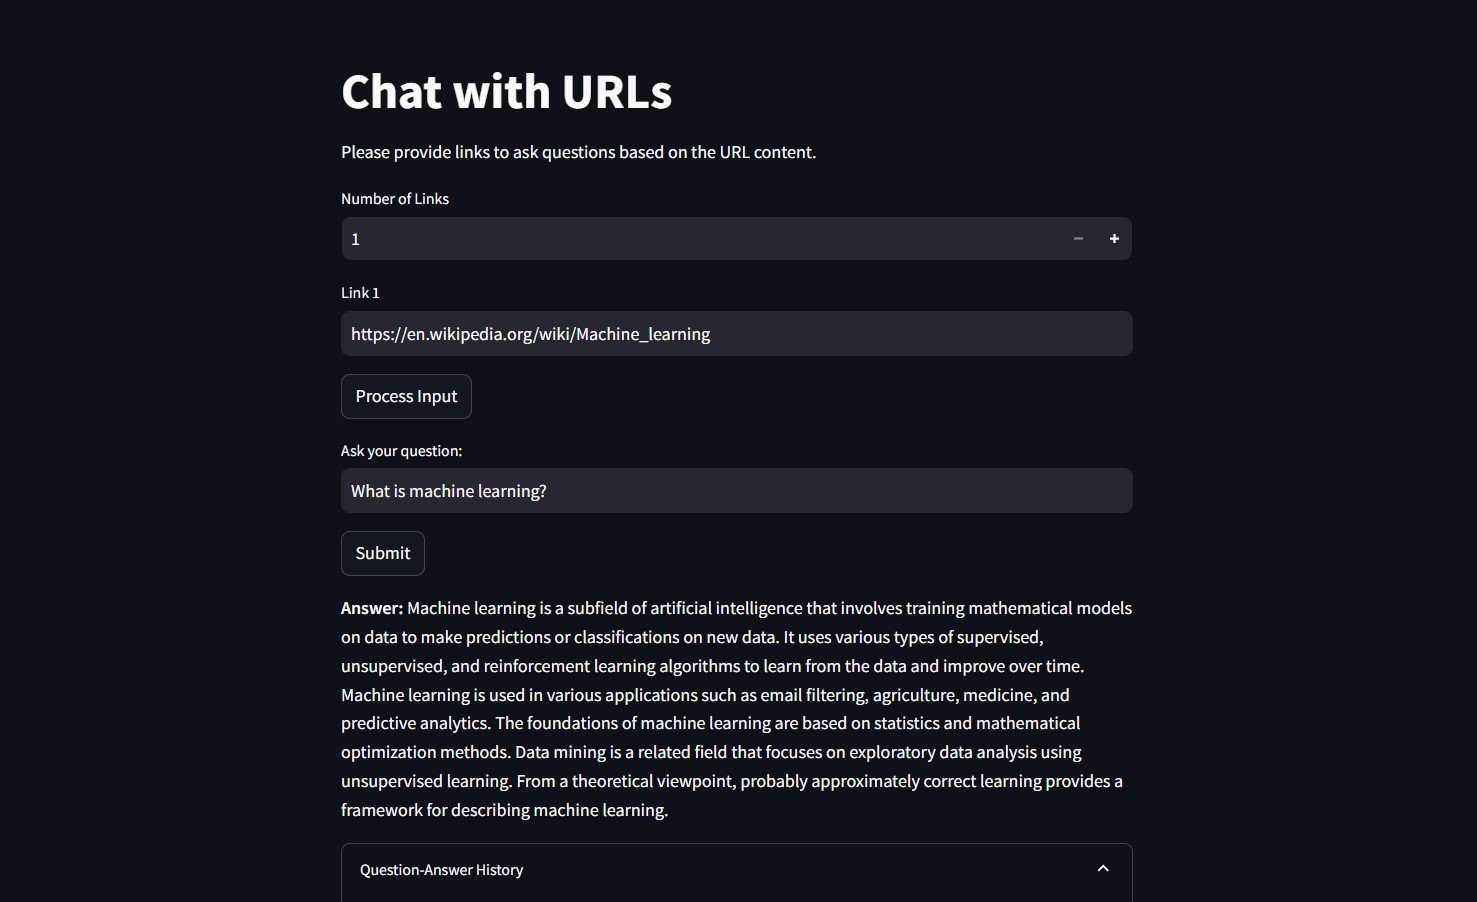 Chat with URLs
Please provide links to ask questions based on the URL content.
Number of Links
1
Link 1
https://en.wikipedia.org/wiki/Machine_learning
Process Input
Ask your question:
What is machine learning?
Submit
Answer: Machine learning is a subfield of artificial intelligence that involves training mathematical models
on data to make predictions or classifications on new data. It uses various types of supervised,
unsupervised, and reinforcement learning algorithms to learn from the data and improve over time.
Machine learning is used in various applications such as email filtering, agriculture, medicine, and
predictive analytics. The foundations of machine learning are based on statistics and mathematical
optimization methods. Data mining is a related field that focuses on exploratory data analysis using
unsupervised learning. From a theoretical viewpoint, probably approximately correct learning provides a
framework for describing machine learning.
Question-Answer History